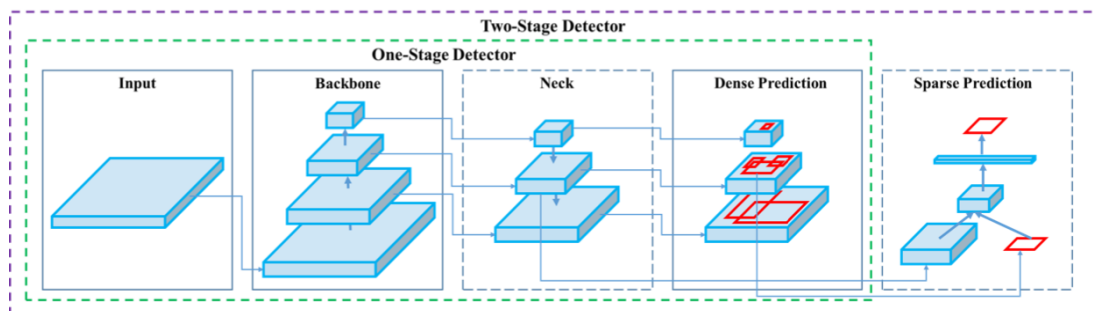 Two-Stage Detector
One-Stage Detector
Input
Backbone
Neck
Dense Prediction
Sparse Prediction